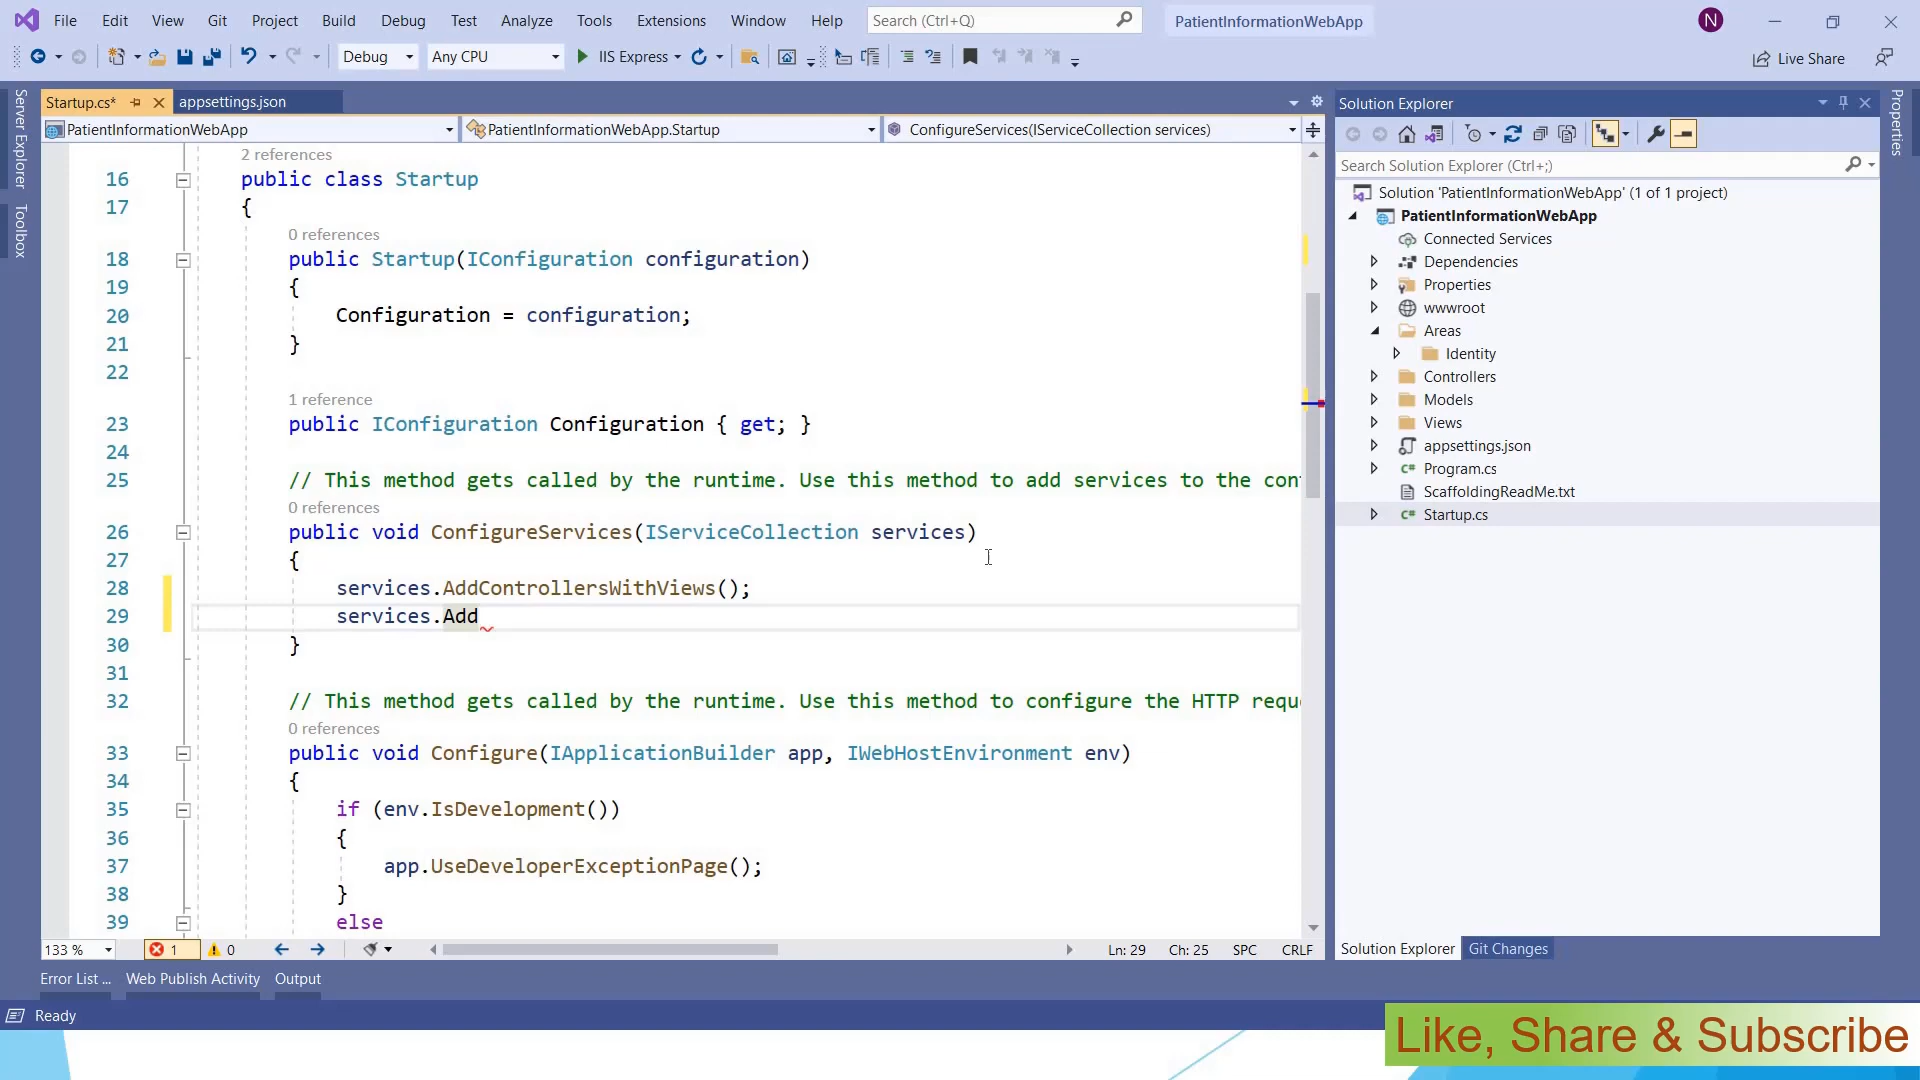 File Edit View Git Project Build Debug Test Analyze Tools Extensions Window Help Search (Ctrl+Q) PatientInformationWebApp N
Debug Any CPU IIS Express Live Share
Server Explorer
Toolbox
Startup.cs* appsettings.json
PatientInformationWebApp PatientInformationWebApp.Startup ConfigureServices(IServiceCollection services)
2 references
16 public class Startup
17 {
0 references
18 public Startup(IConfiguration configuration)
19 {
20 Configuration = configuration;
21 }
22
1 reference
23 public IConfiguration Configuration { get; }
24
25 // This method gets called by the runtime. Use this method to add services to the con
0 references
26 public void ConfigureServices(IServiceCollection services)
27 {
28 services.AddControllersWithViews();
29 services.Add
30 }
31
32 // This method gets called by the runtime. Use this method to configure the HTTP requ
0 references
33 public void Configure(IApplicationBuilder app, IWebHostEnvironment env)
34 {
35 if (env.IsDevelopment())
36 {
37 app.UseDeveloperExceptionPage();
38 }
39 else
133 % 1 0 Ln: 29 Ch: 25 SPC CRLF
Solution Explorer
Search Solution Explorer (Ctrl+;)
Solution 'PatientInformationWebApp' (1 of 1 project)
PatientInformationWebApp
Connected Services
Dependencies
Properties
wwwroot
Areas
Identity
Controllers
Models
Views
appsettings.json
Program.cs
ScaffoldingReadMe.txt
Startup.cs
Solution Explorer Git Changes
Properties
Error List ... Web Publish Activity Output
Ready
Like, Share & Subscribe